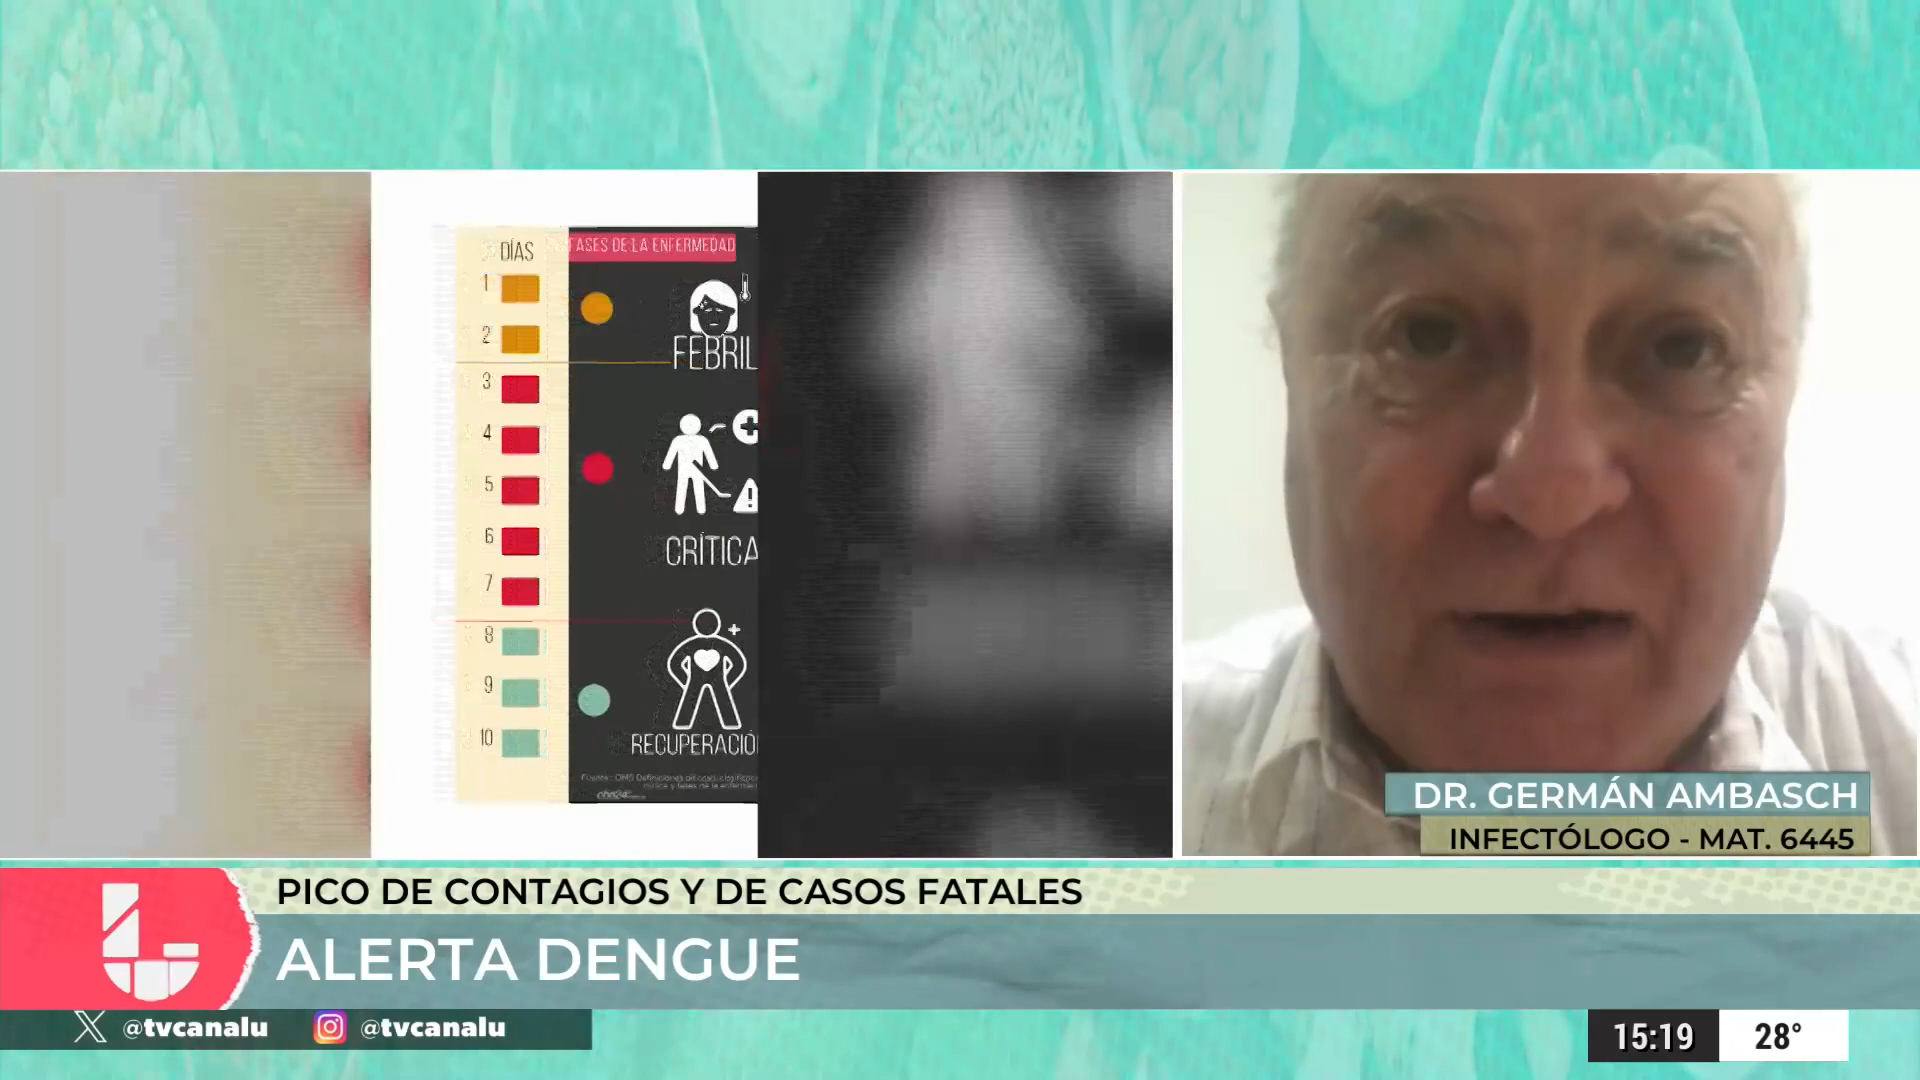 DÍAS
FASES DE LA ENFERMEDAD
1
2
FEBRIL
3
4
CRÍTICA
5
6
7
8
9
10
RECUPERACIÓ
DR. GERMÁN AMBASCH
INFECTÓLOGO - MAT. 6445
PICO DE CONTAGIOS Y DE CASOS FATALES
ALERTA DENGUE
@tvcanalu @tvcanalu
15:19 28°